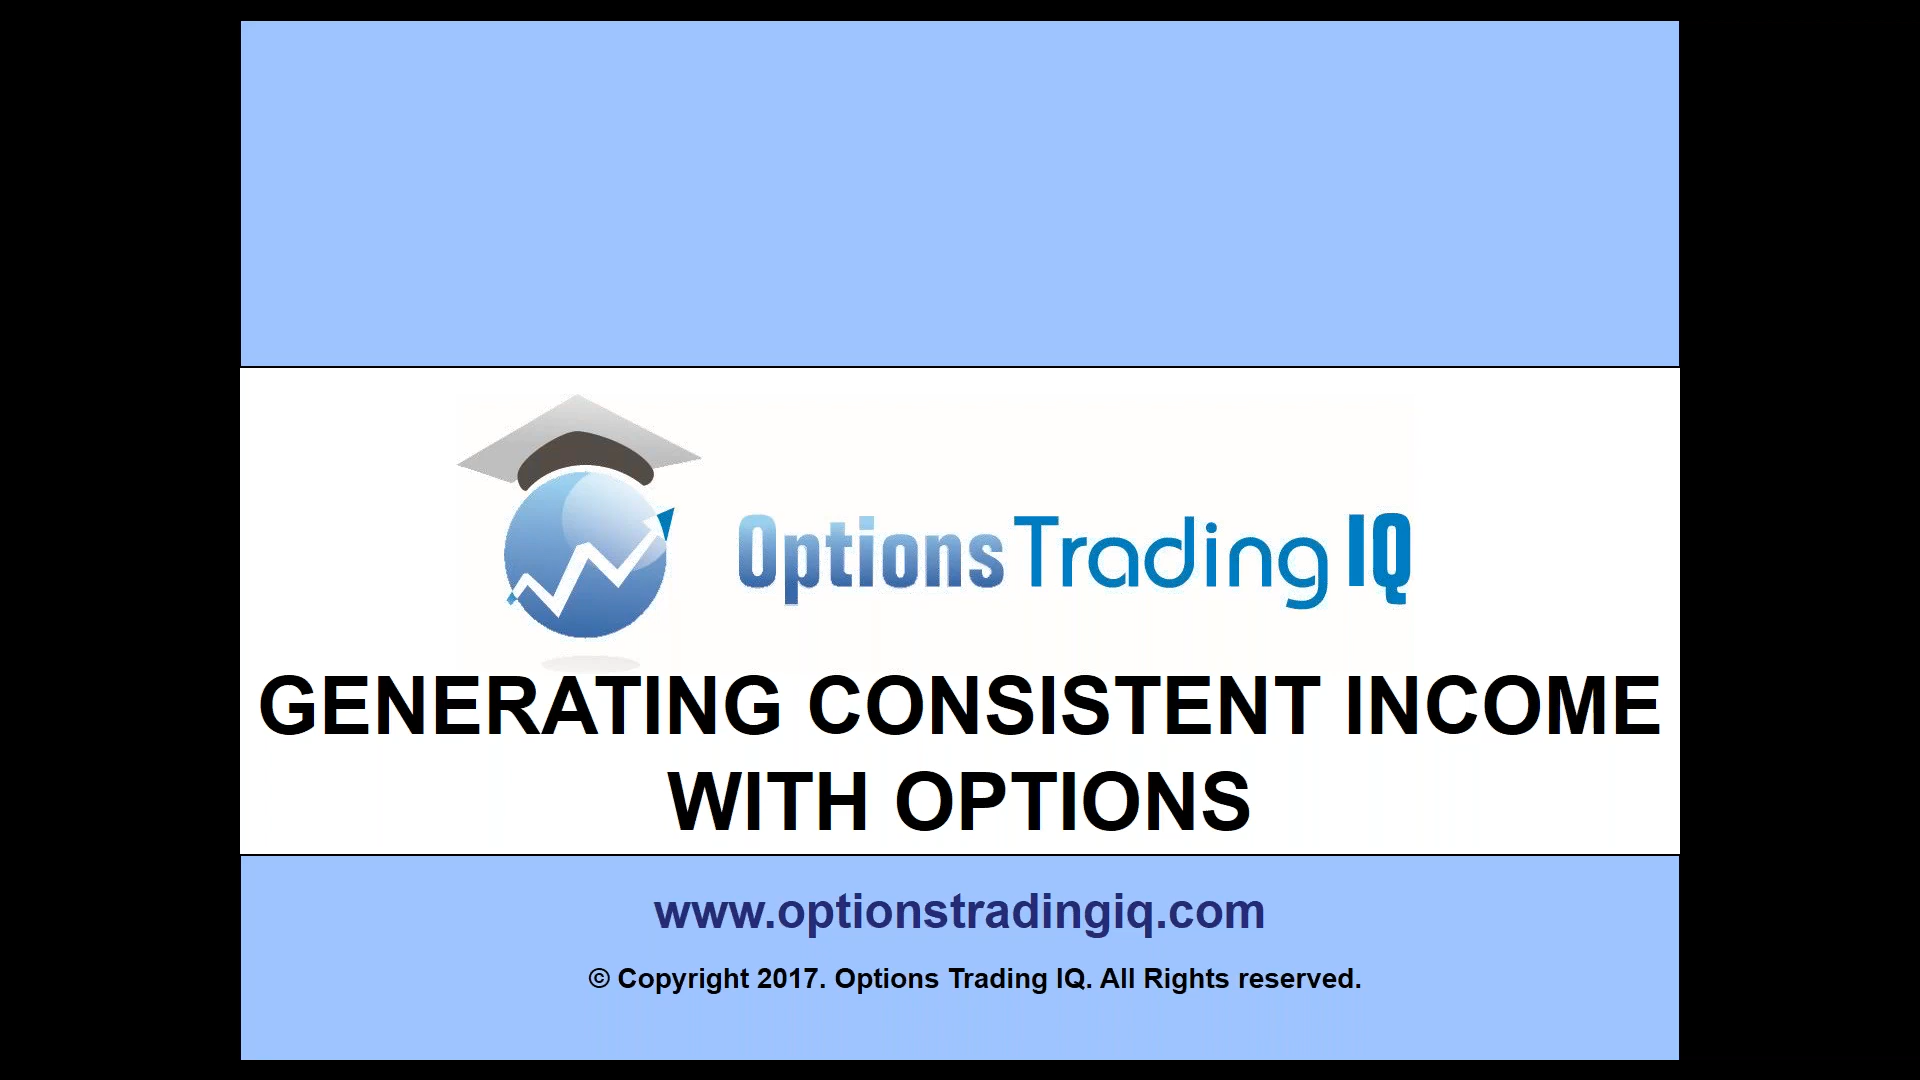 Options Trading IQ
GENERATING CONSISTENT INCOME
WITH OPTIONS
www.optionstradingiq.com
© Copyright 2017. Options Trading IQ. All Rights reserved.